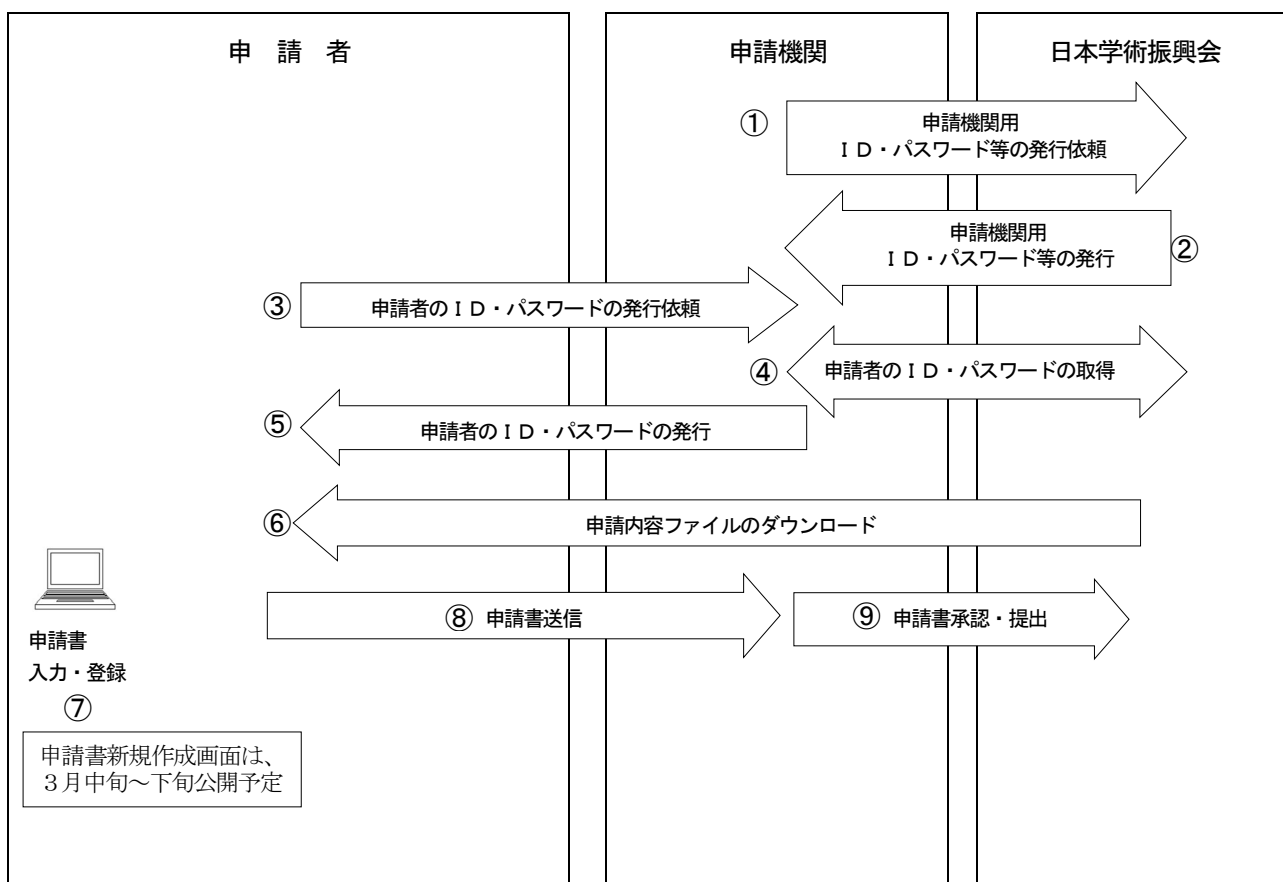 申　請　者
申請機関
日本学術振興会
①
申請機関用
ＩＤ・パスワード等の発行依頼
申請機関用
ＩＤ・パスワード等の発行
②
③
申請者のＩＤ・パスワードの発行依頼
④
申請者のＩＤ・パスワードの取得
⑤
申請者のＩＤ・パスワードの発行
⑥
申請内容ファイルのダウンロード
⑧ 申請書送信
⑨ 申請書承認・提出
申請書
入力・登録
⑦
申請書新規作成画面は、
３月中旬～下旬公開予定